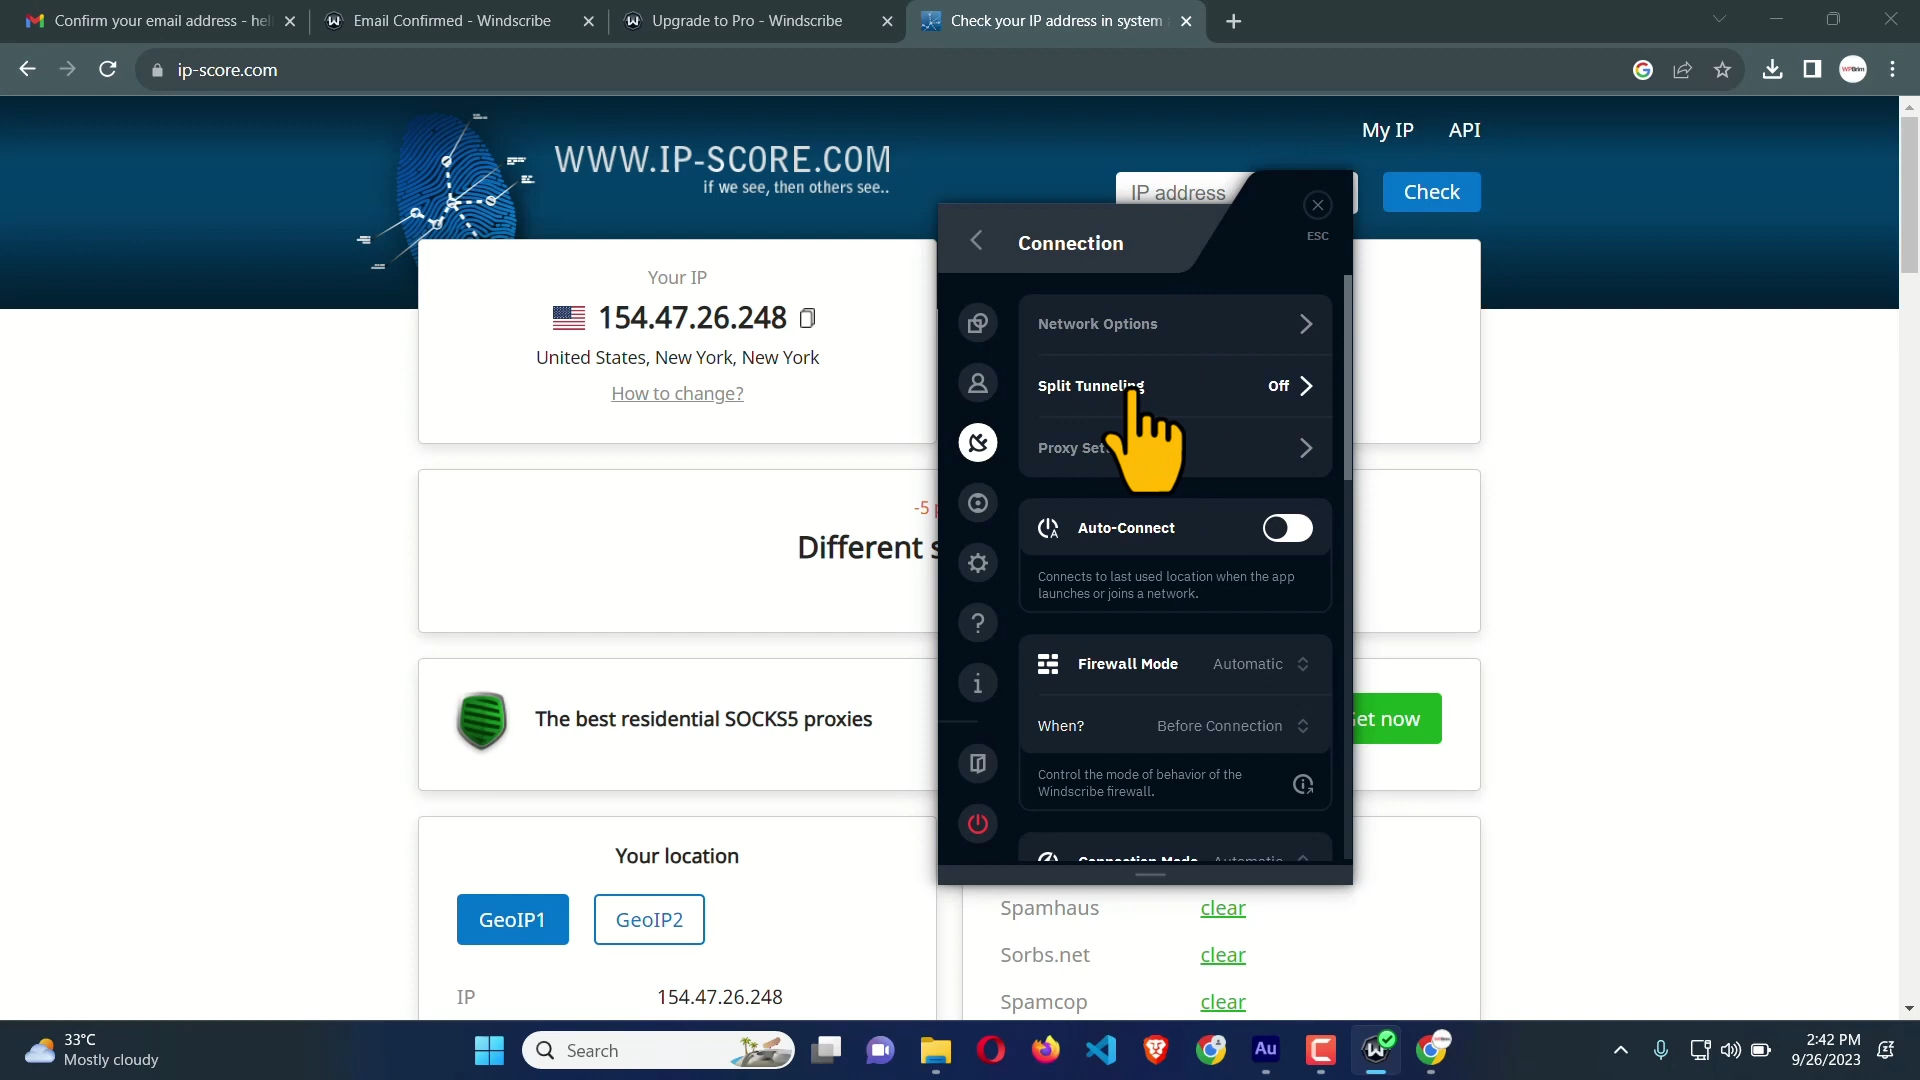 Confirm your email address - hel
Email Confirmed - Windscribe
Upgrade to Pro - Windscribe
Check your IP address in system
ip-score.com
WPBrim
My IP
API
WWW.IP-SCORE.COM
if we see, then others see..
IP address
Check
ESC
Connection
Your IP
154.47.26.248
United States, New York, New York
How to change?
Network Options
Split Tunneling
Off
Proxy Set
-5
Different s
Auto-Connect
Connects to last used location when the app
launches or joins a network.
Firewall Mode
Automatic
The best residential SOCKS5 proxies
Get now
When?
Before Connection
Control the mode of behavior of the
Windscribe firewall.
Connection Mode
Automatic
Your location
GeoIP1
GeoIP2
IP
154.47.26.248
Spamhaus
clear
Sorbs.net
clear
Spamcop
clear
33°C
Mostly cloudy
Search
Au
2:42 PM
9/26/2023